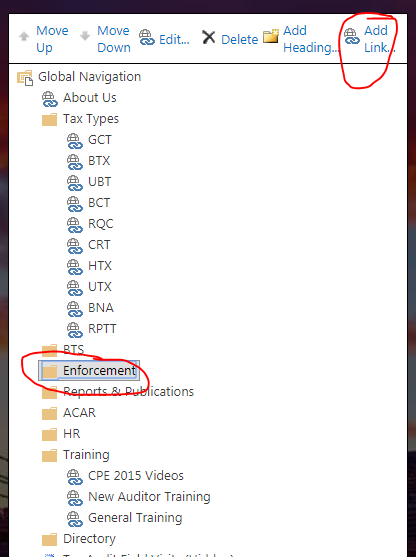 Move Up
Move Down
Edit...
Delete
Add Heading...
Add Link...
Global Navigation
About Us
Tax Types
GCT
BTX
UBT
BCT
RQC
CRT
HTX
UTX
BNA
RPTT
BTS
Enforcement
Reports & Publications
ACAR
HR
Training
CPE 2015 Videos
New Auditor Training
General Training
Directory